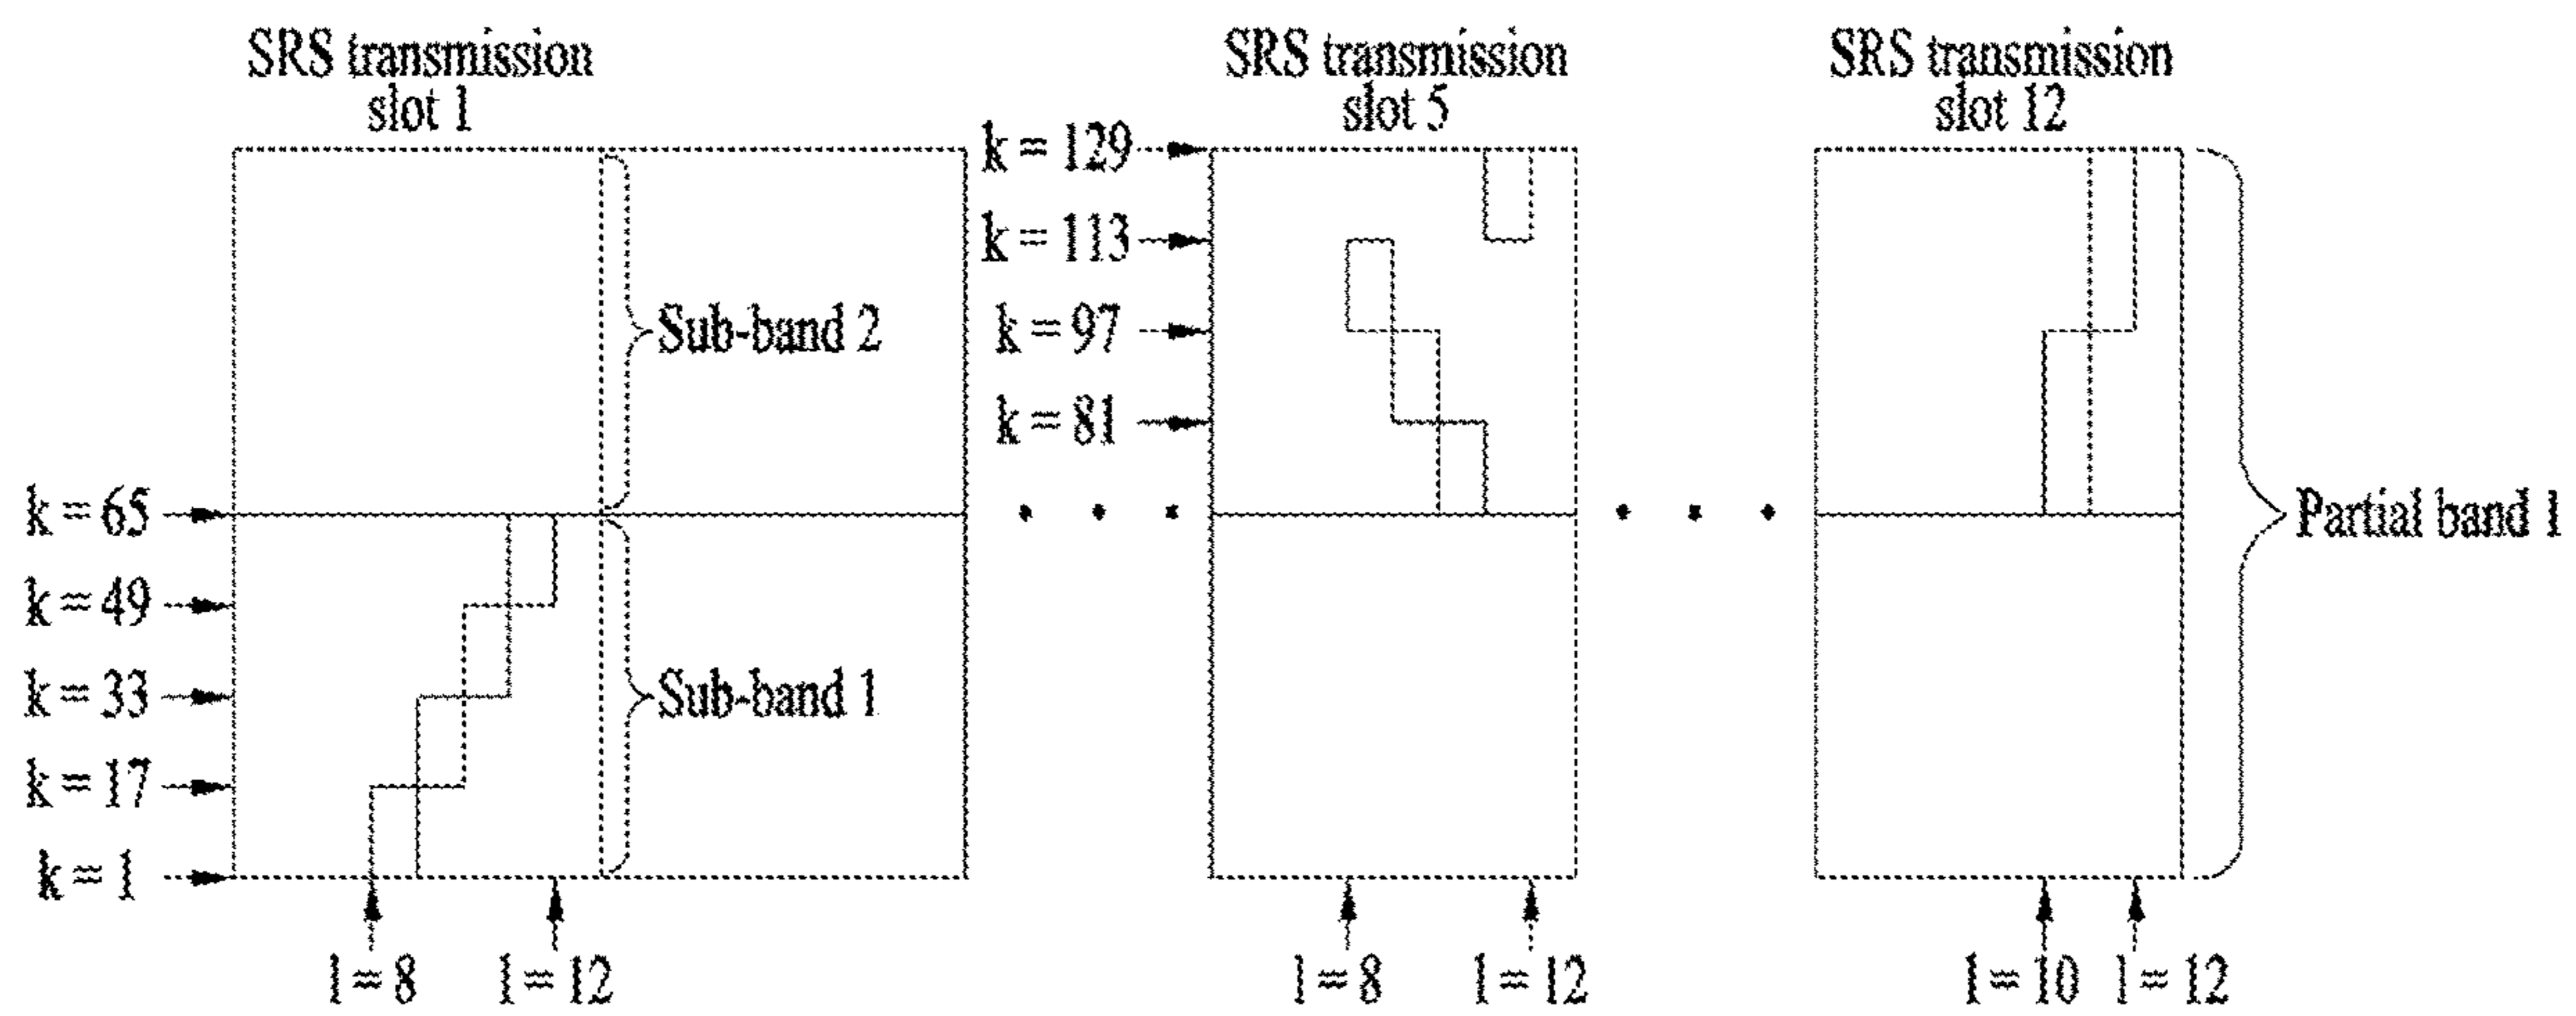 SRS transmission
slot 1
SRS transmission
slot 5
SRS transmission
slot 12
k = 129
k = 113
k = 97
k = 81
Sub-band 2
k = 65
k = 49
k = 33
k = 17
k = 1
Sub-band 1
Partial band 1
l = 8
l = 12
l = 8
l = 12
l = 10
l = 12